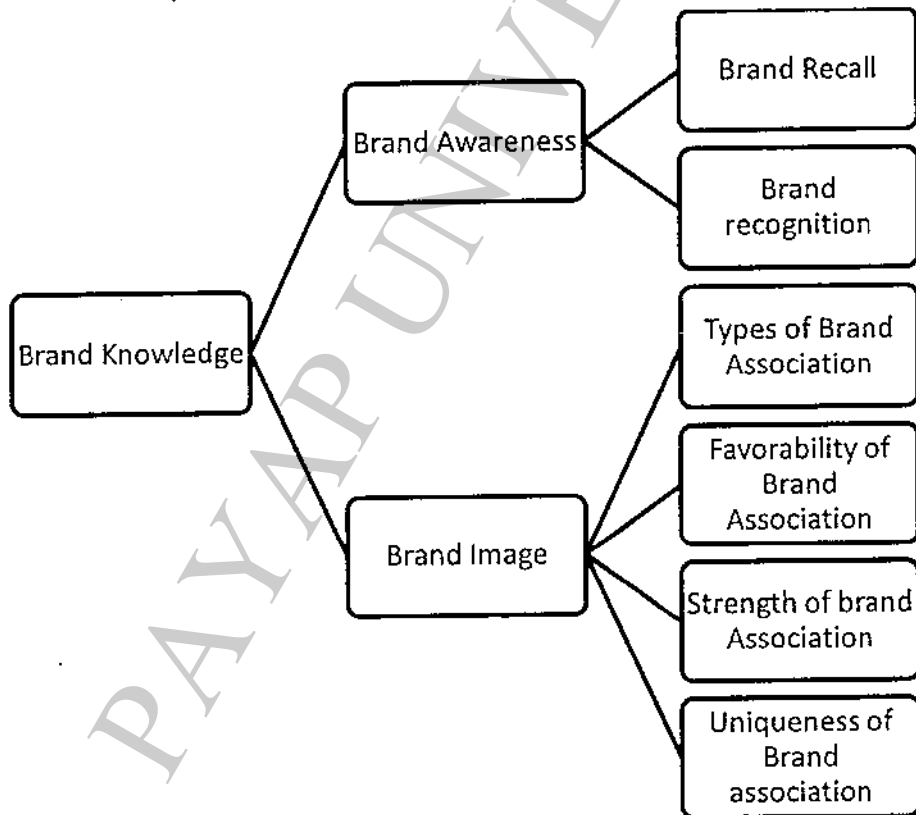 Brand Recall
Brand Awareness
Brand
recognition
Brand Knowledge
Types of Brand
Association
Favorability of
Brand
Association
Brand Image
Strength of brand
Association
Uniqueness of
Brand
association
PAYAP UNIVE